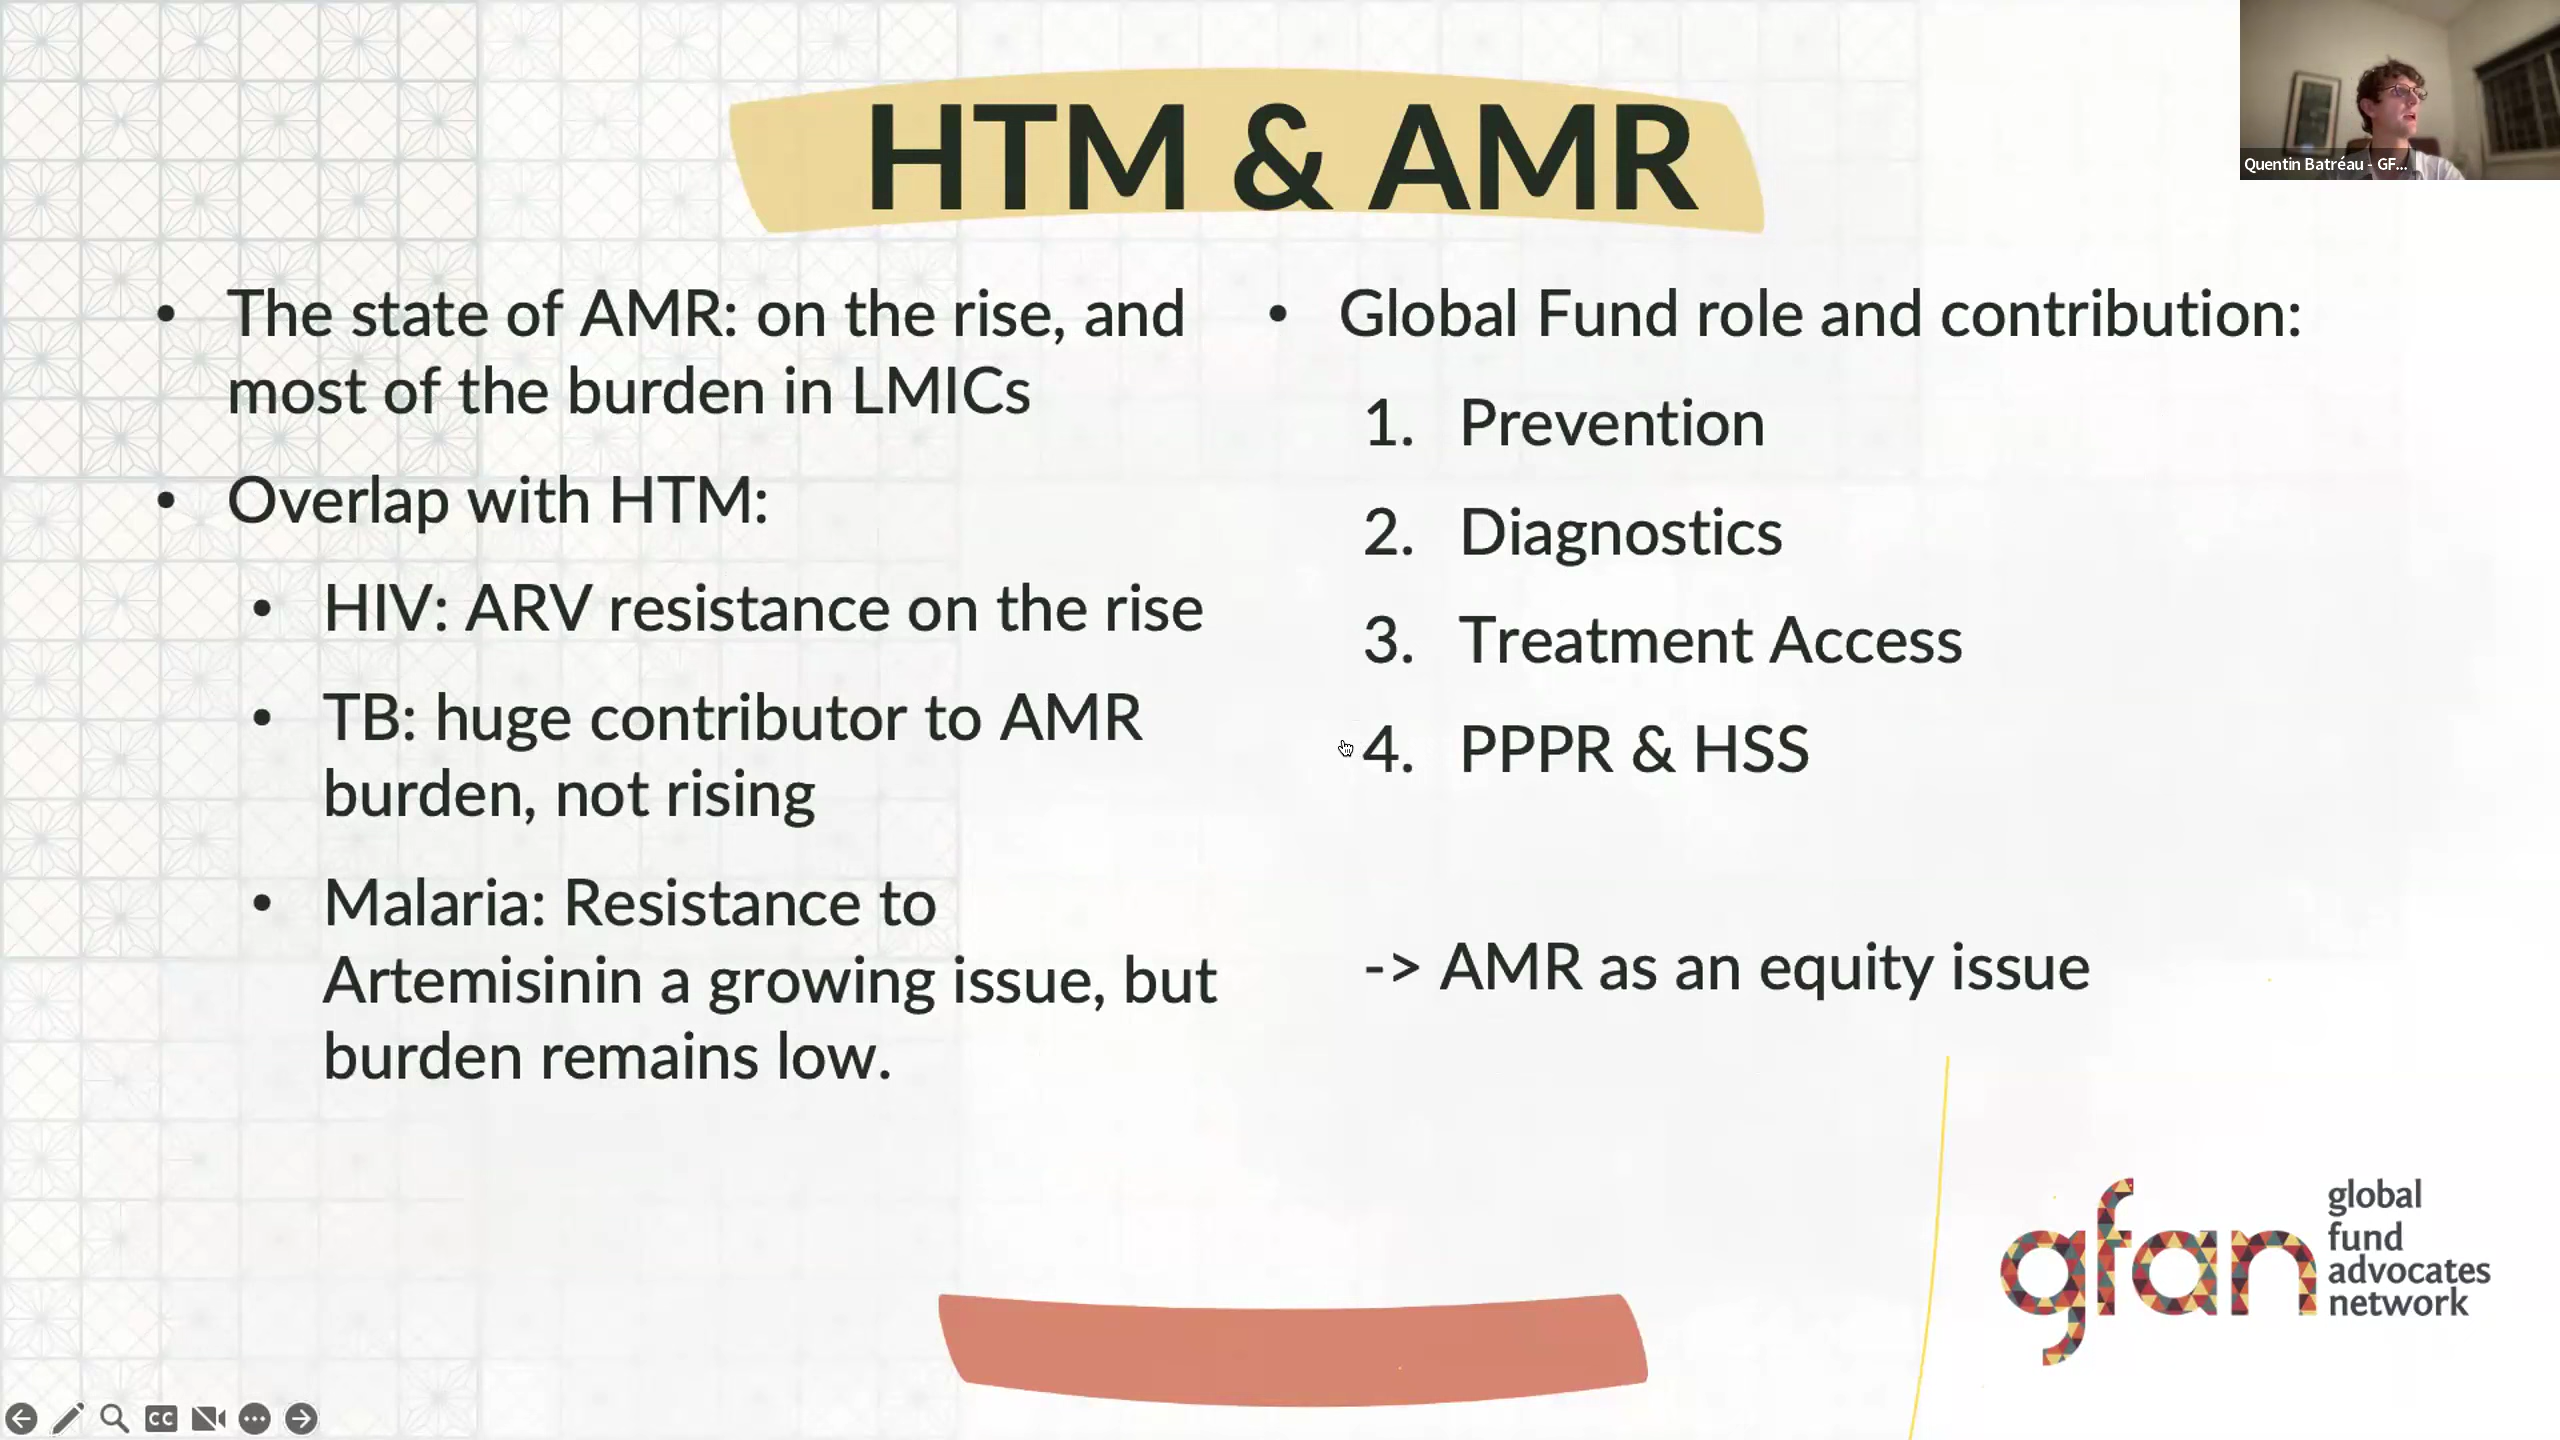 HTM & AMR
Quentin Batréau - GF...
• The state of AMR: on the rise, and
most of the burden in LMICs
• Overlap with HTM:
• HIV: ARV resistance on the rise
• TB: huge contributor to AMR
burden, not rising
• Malaria: Resistance to
Artemisinin a growing issue, but
burden remains low.
• Global Fund role and contribution:
1. Prevention
2. Diagnostics
3. Treatment Access
4. PPPR & HSS
-> AMR as an equity issue
gfan
global
fund
advocates
network
CC